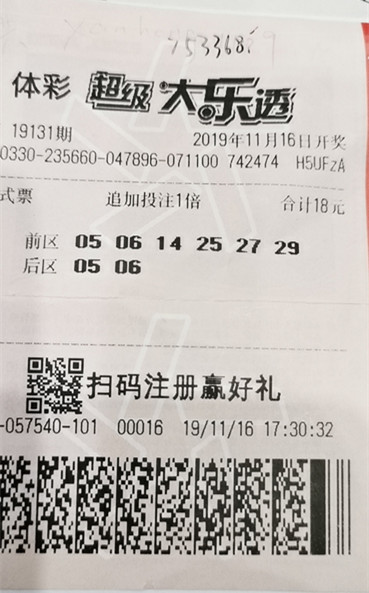 体彩 超级大乐透
19131期 2019年11月16日开奖
0330-235660-047896-071100 742474 H5UFzA
式票 追加投注1倍 合计18元
前区 05 06 14 25 27 29
后区 05 06
扫码注册赢好礼
-057540-101 00016 19/11/16 17:30:32